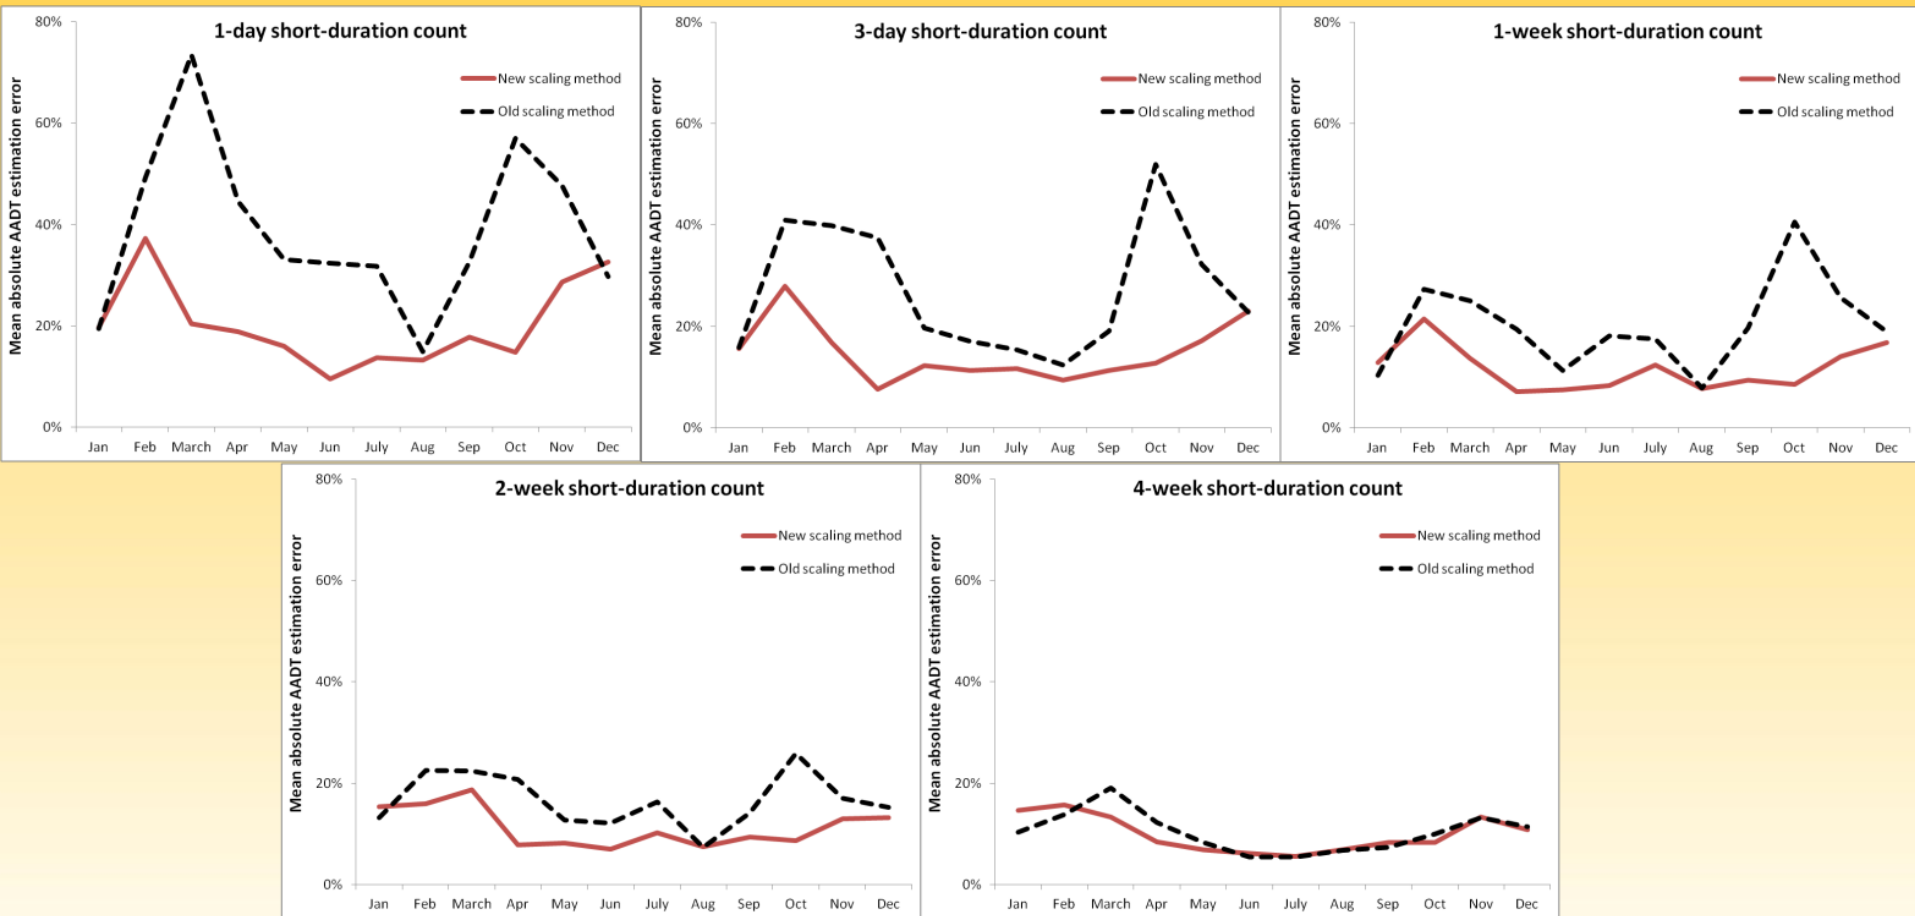 1-day short-duration count
New scaling method
Old scaling method
Mean absolute AADT estimation error
80%
60%
40%
20%
0%
Jan Feb March Apr May Jun July Aug Sep Oct Nov Dec
3-day short-duration count
New scaling method
Old scaling method
Mean absolute AADT estimation error
80%
60%
40%
20%
0%
Jan Feb March Apr May Jun July Aug Sep Oct Nov Dec
1-week short-duration count
New scaling method
Old scaling method
Mean absolute AADT estimation error
80%
60%
40%
20%
0%
Jan Feb March Apr May Jun July Aug Sep Oct Nov Dec
2-week short-duration count
New scaling method
Old scaling method
Mean absolute AADT estimation error
80%
60%
40%
20%
0%
Jan Feb March Apr May Jun July Aug Sep Oct Nov Dec
4-week short-duration count
New scaling method
Old scaling method
Mean absolute AADT estimation error
80%
60%
40%
20%
0%
Jan Feb March Apr May Jun July Aug Sep Oct Nov Dec